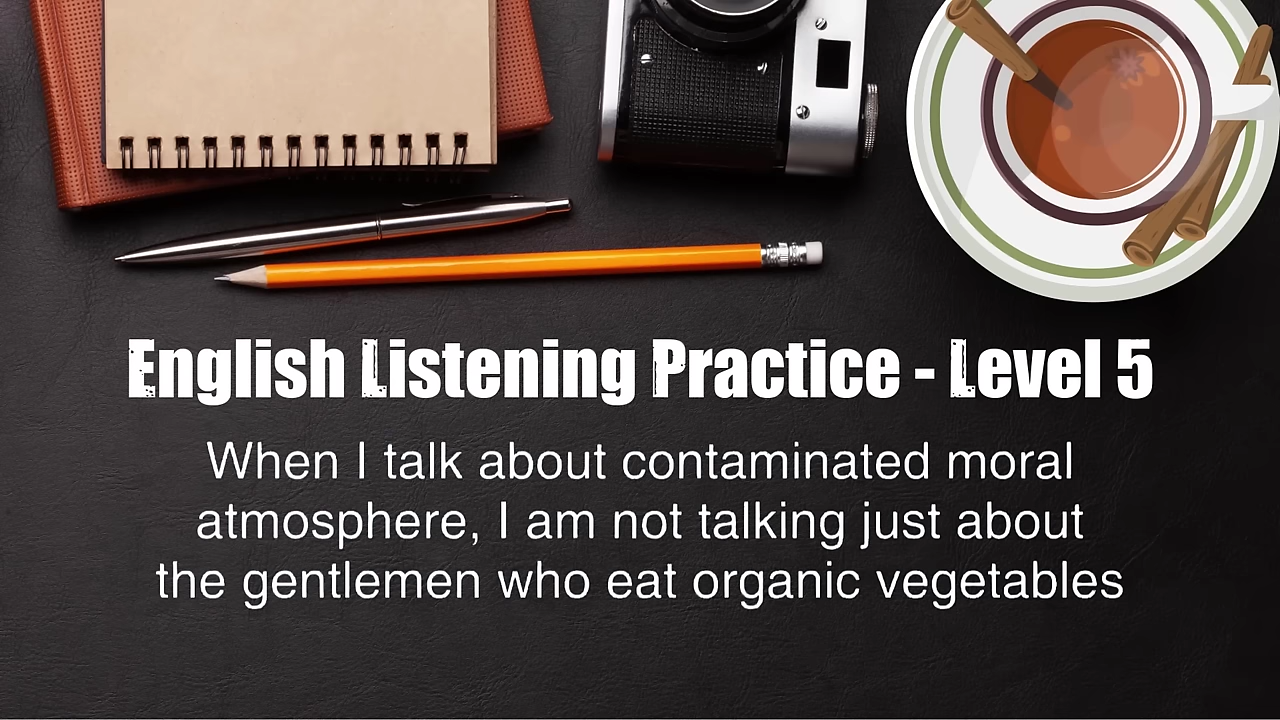 English Listening Practice - Level 5
When I talk about contaminated moral
atmosphere, I am not talking just about
the gentlemen who eat organic vegetables